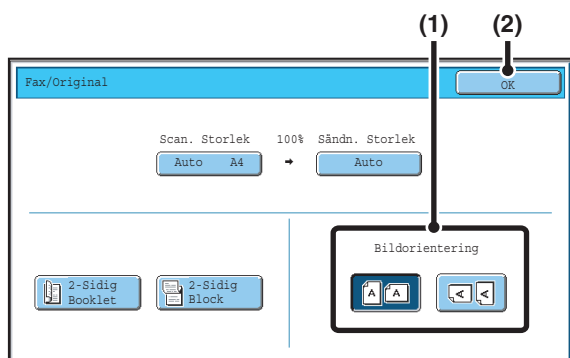 (1) (2)
Fax/Original OK
Scan. Storlek 100% Sändn. Storlek
Auto A4 → Auto
Bildorientering
2-Sidig
Booklet
2-Sidig
Block
A A A A